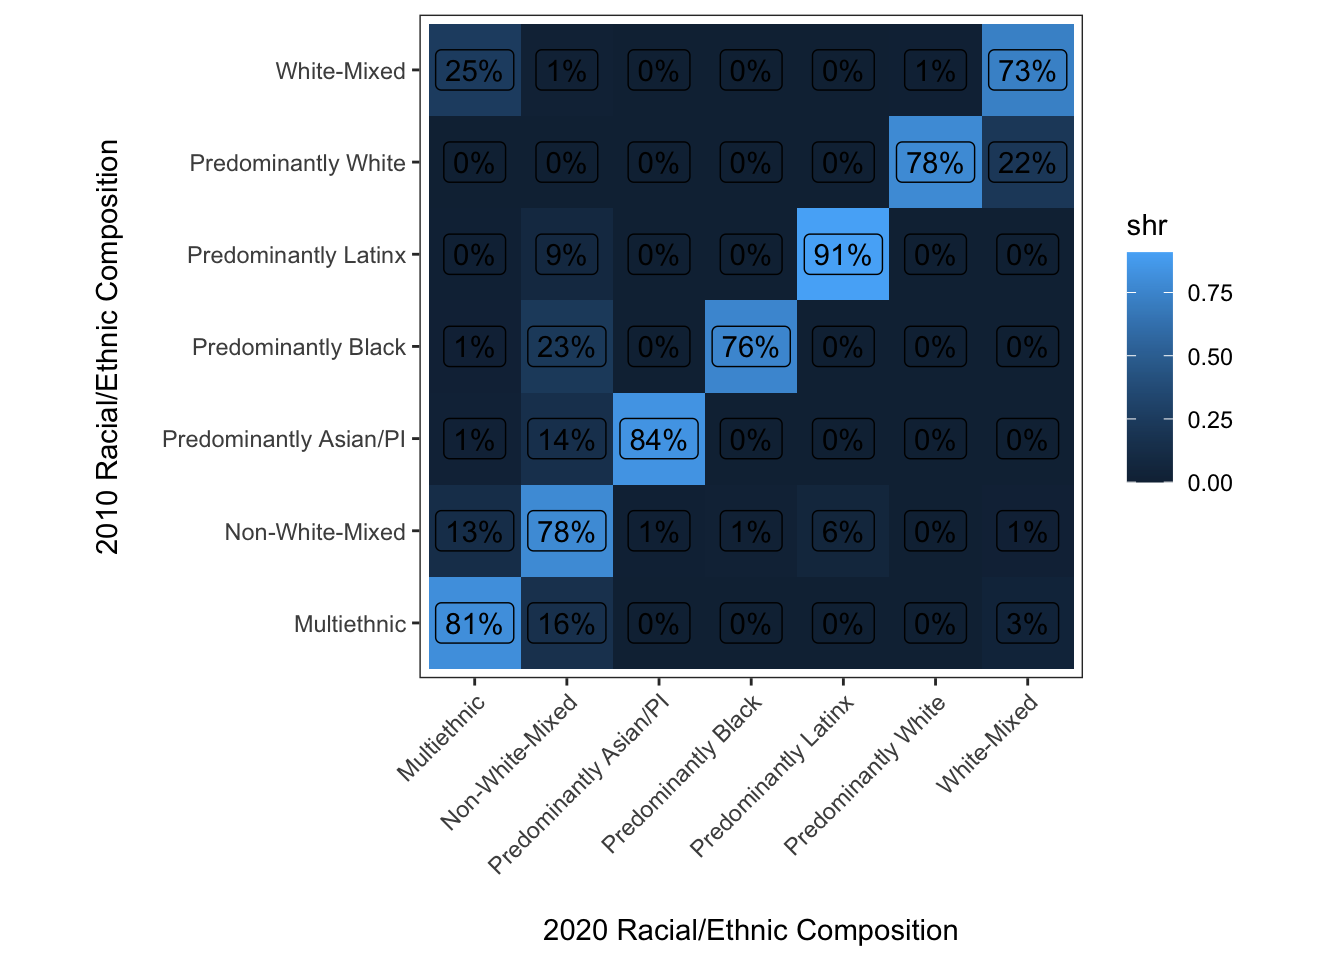 2010 Racial/Ethnic Composition
White-Mixed 25% 1% 0% 0% 0% 1% 73%
Predominantly White 0% 0% 0% 0% 0% 78% 22%
Predominantly Latinx 0% 9% 0% 0% 91% 0% 0%
Predominantly Black 1% 23% 0% 76% 0% 0% 0%
Predominantly Asian/PI 1% 14% 84% 0% 0% 0% 0%
Non-White-Mixed 13% 78% 1% 1% 6% 0% 1%
Multiethnic 81% 16% 0% 0% 0% 0% 3%
Multiethnic
Non-White-Mixed
Predominantly Asian/PI
Predominantly Black
Predominantly Latinx
Predominantly White
White-Mixed
2020 Racial/Ethnic Composition
shr
0.75
0.50
0.25
0.00